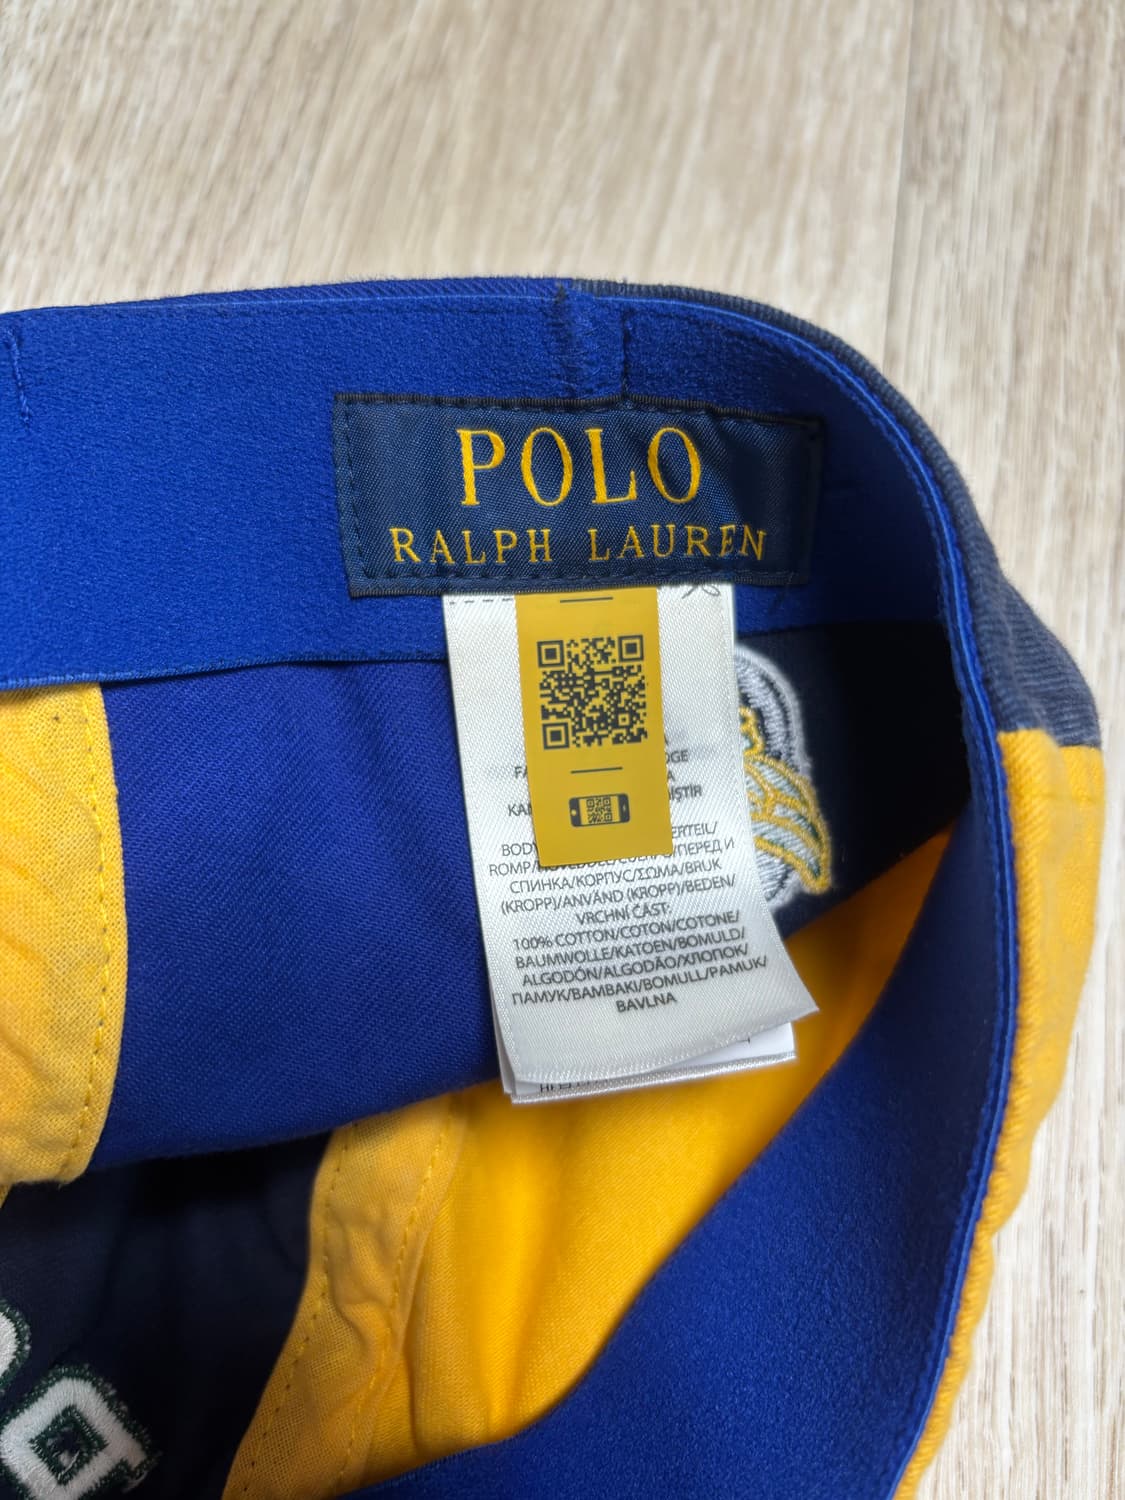 POLO
RALPH LAUREN
BODY
ROMP/
СПИНКА/КОРПУС/ΣΩΜΑ/BRUK
(KROPP)/ANVÄND (KROPP)/BEDEN/
VRCHNÍ ČÁST:
100% COTTON/COTON/COTONE/
BAUMWOLLE/KATOEN/BOMULD/
ALGODÓN/ALGODÃO/ХЛОПОК/
ПАМУК/ΒΑΜΒΑΚΙ/BOMULL/PAMUK/
BAVLNA